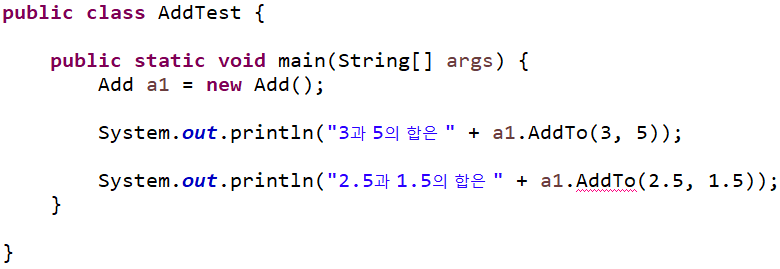 public class AddTest {
public static void main(String[] args) {
Add a1 = new Add();
System.out.println("3과 5의 합은 " + a1.AddTo(3, 5));
System.out.println("2.5과 1.5의 합은 " + a1.AddTo(2.5, 1.5));
}
}